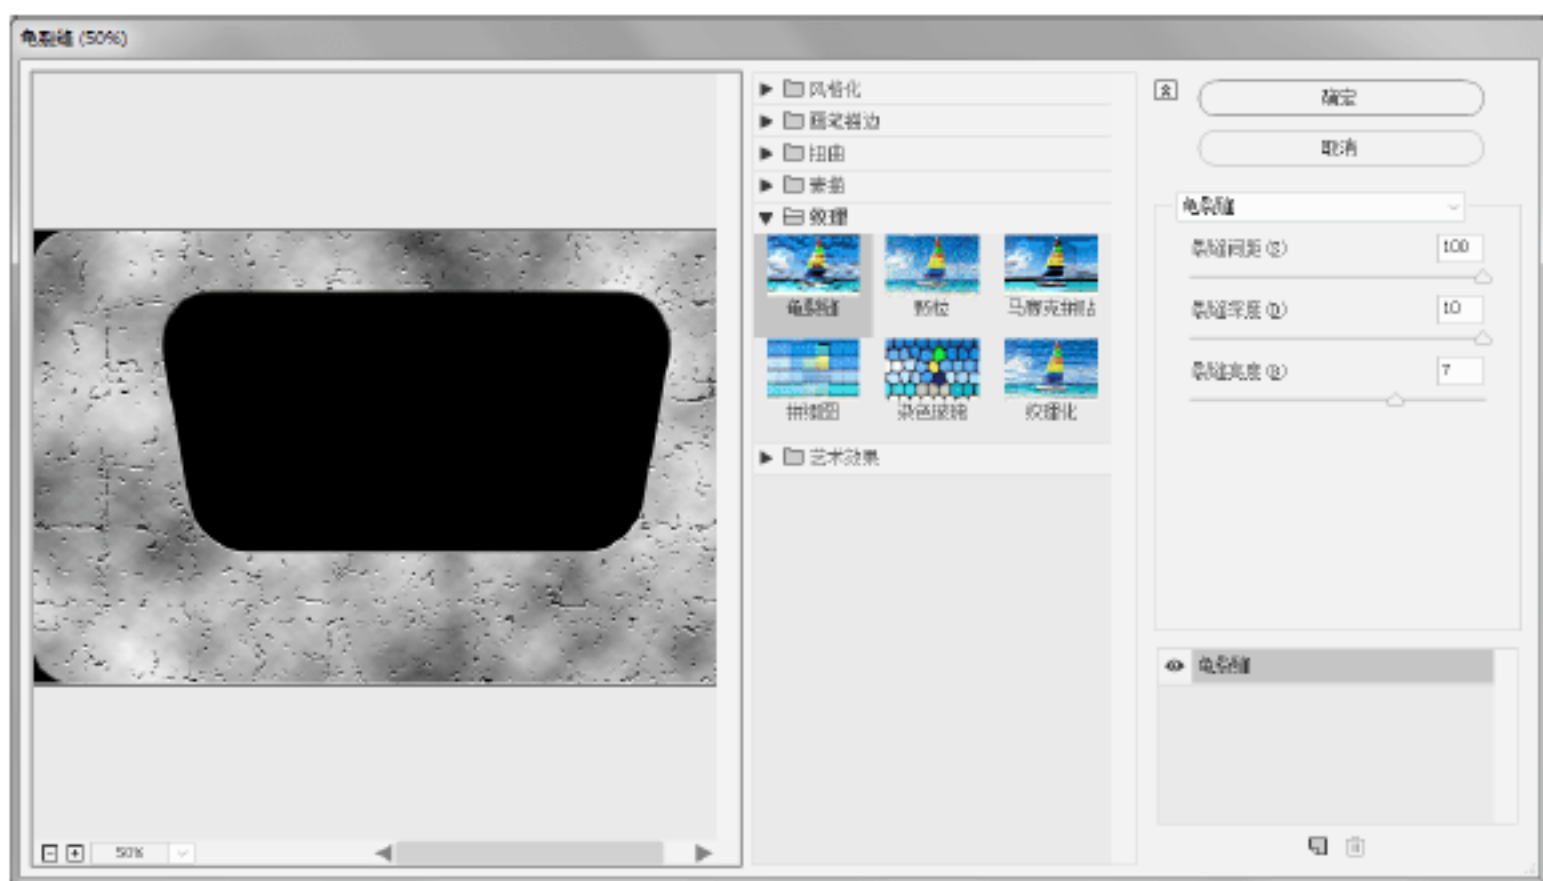 龟裂缝 (50%)
风格化
画笔描边
扭曲
素描
纹理
龟裂缝
颗粒
马赛克拼贴
拼缀图
染色玻璃
纹理化
艺术效果
确定
取消
龟裂缝
裂缝间距(S)
100
裂缝深度(D)
10
裂缝亮度(B)
7
龟裂缝
50%